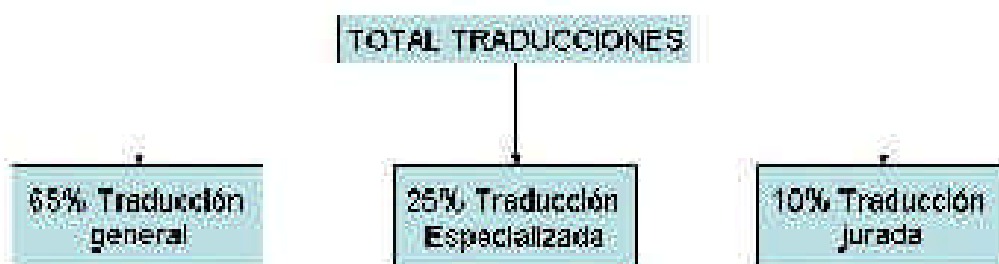 TOTAL TRADUCCIONES
65% Traducción
general
25% Traducción
Especializada
10% Traducción
jurada